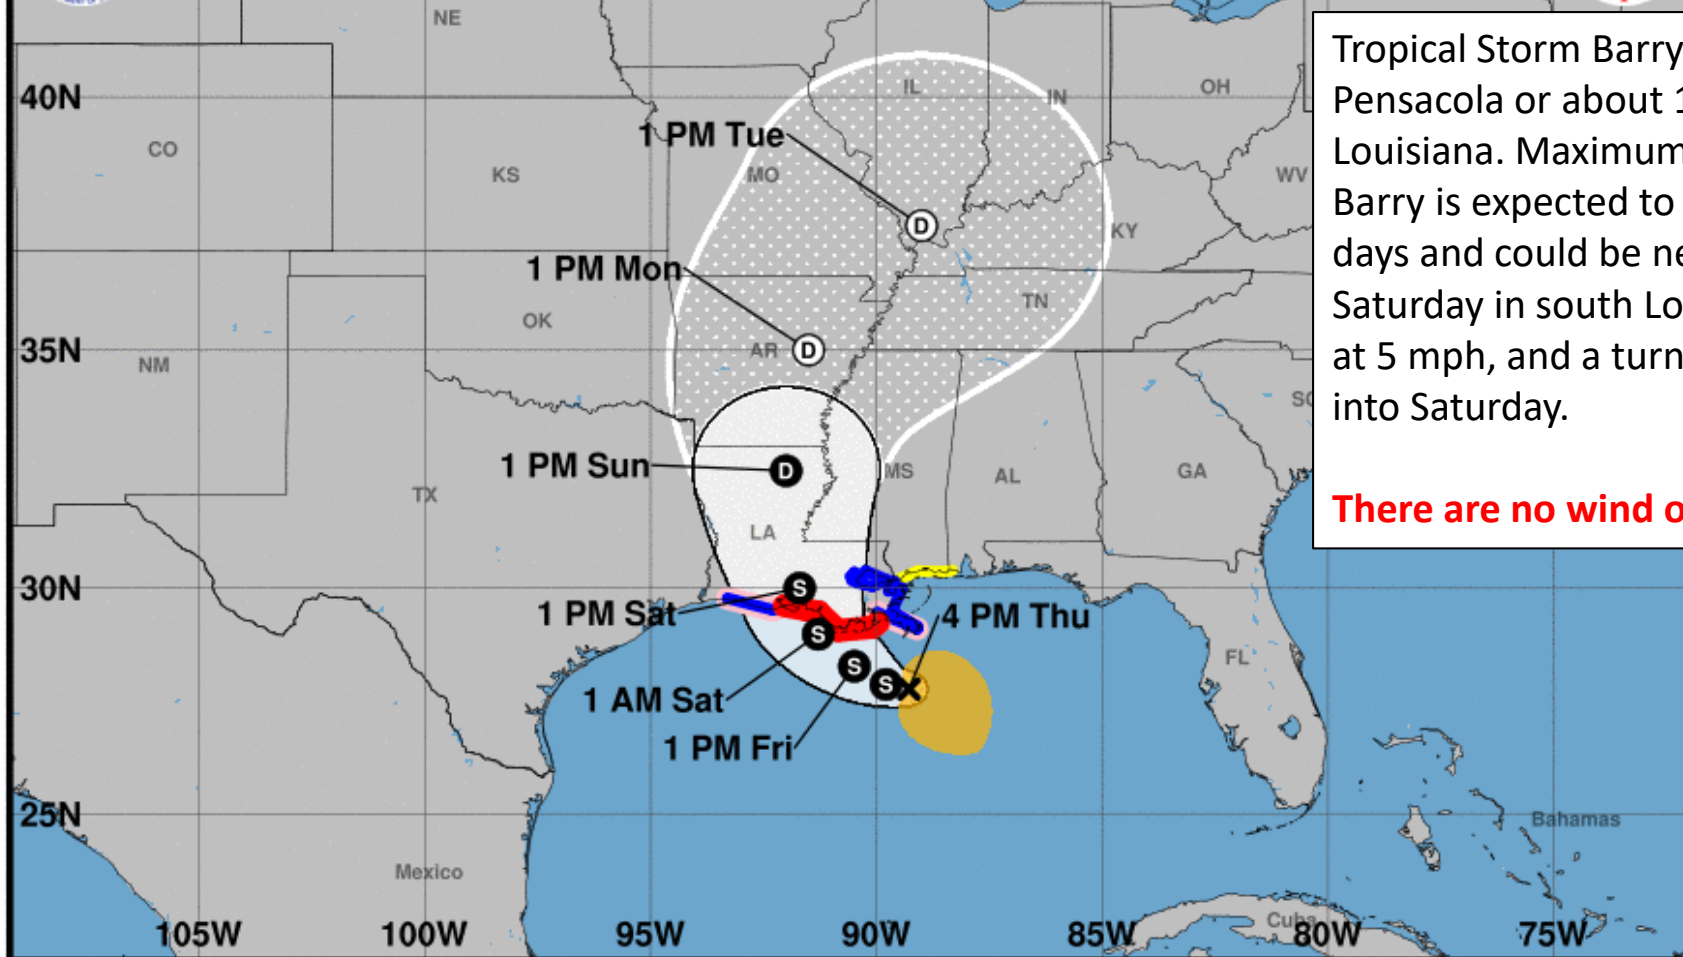 NE
40N
IL
IN
OH
1 PM Tue
CO
KS
MO
WV
D
KY
1 PM Mon
TN
OK
35N
AR
D
NM
SC
1 PM Sun
D
MS
AL
GA
TX
LA
30N
S
1 PM Sat
S
4 PM Thu
S
S
FL
1 AM Sat
1 PM Fri
25N
Bahamas
Mexico
Cuba
105W
100W
95W
90W
85W
80W
75W
Tropical Storm Barry
Pensacola or about
Louisiana. Maximum
Barry is expected to
days and could be
Saturday in south
at 5 mph, and a turn
into Saturday.
There are no wind